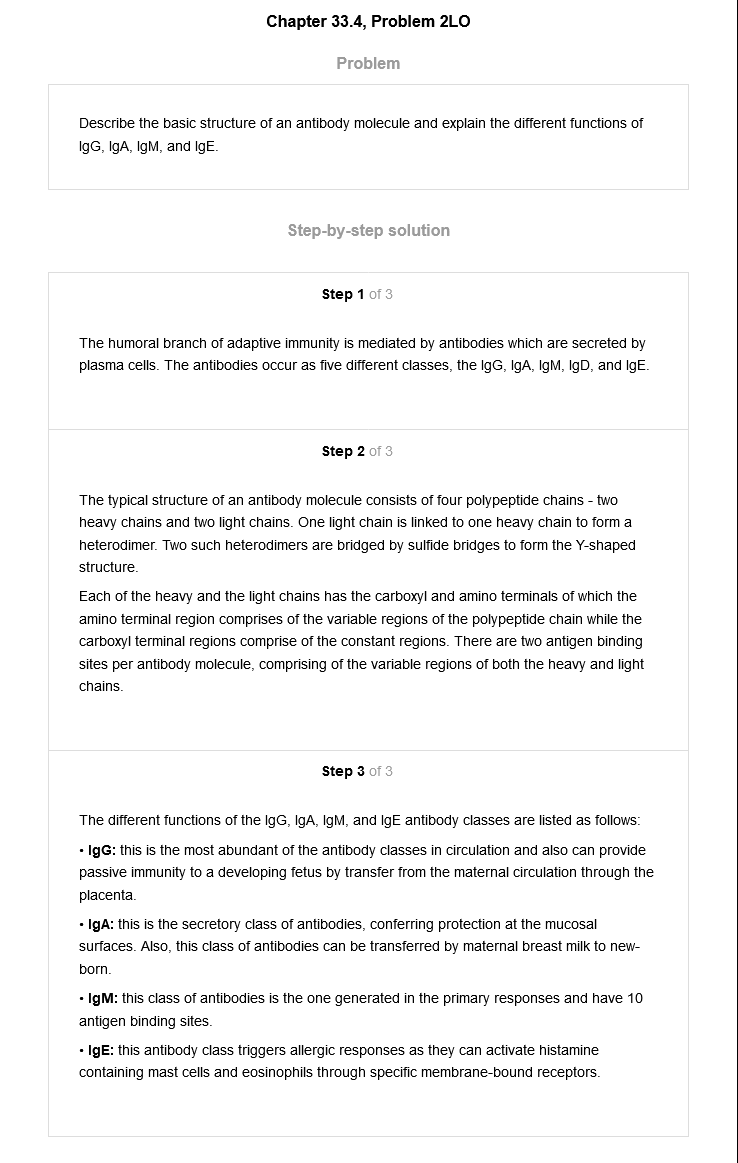 Chapter 33.4, Problem 2LO
Problem
Describe the basic structure of an antibody molecule and explain the different functions of
IgG, IgA, IgM, and IgE.
Step-by-step solution
Step 1 of 3
The humoral branch of adaptive immunity is mediated by antibodies which are secreted by
plasma cells. The antibodies occur as five different classes, the IgG, IgA, IgM, IgD, and IgE.
Step 2 of 3
The typical structure of an antibody molecule consists of four polypeptide chains - two
heavy chains and two light chains. One light chain is linked to one heavy chain to form a
heterodimer. Two such heterodimers are bridged by sulfide bridges to form the Y-shaped
structure.
Each of the heavy and the light chains has the carboxyl and amino terminals of which the
amino terminal region comprises of the variable regions of the polypeptide chain while the
carboxyl terminal regions comprise of the constant regions. There are two antigen binding
sites per antibody molecule, comprising of the variable regions of both the heavy and light
chains.
Step 3 of 3
The different functions of the IgG, IgA, IgM, and IgE antibody classes are listed as follows:
• IgG: this is the most abundant of the antibody classes in circulation and also can provide
passive immunity to a developing fetus by transfer from the maternal circulation through the
placenta.
• IgA: this is the secretory class of antibodies, conferring protection at the mucosal
surfaces. Also, this class of antibodies can be transferred by maternal breast milk to new-
born.
• IgM: this class of antibodies is the one generated in the primary responses and have 10
antigen binding sites.
• IgE: this antibody class triggers allergic responses as they can activate histamine
containing mast cells and eosinophils through specific membrane-bound receptors.